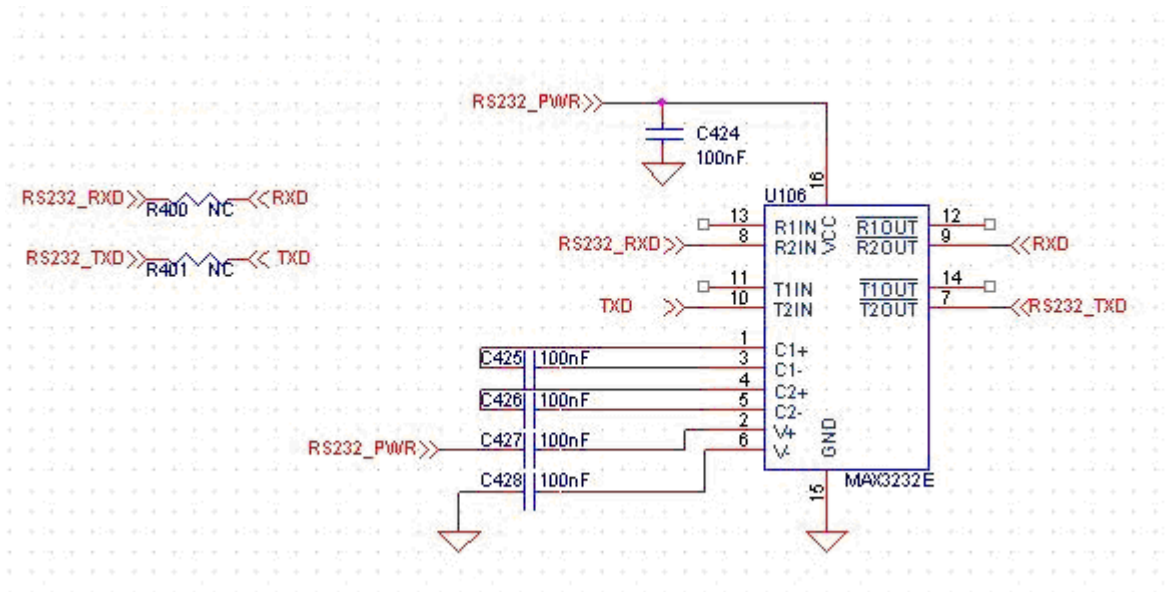 RS232_PWR
C424
100nF
16
U106
RS232_RXD RXD
R400 NC
RS232_TXD TXD
R401 NC
13 R1IN VCC R1OUT 12
RS232_RXD 8 R2IN R2OUT 9 RXD
11 T1IN T1OUT 14
TXD 10 T2IN T2OUT 7 RS232_TXD
1 C1+
C425 100nF 3 C1-
4 C2+
C426 100nF 5 C2-
2 V+
RS232_PWR C427 100nF 6 V- GND
C428 100nF MAX3232E
15